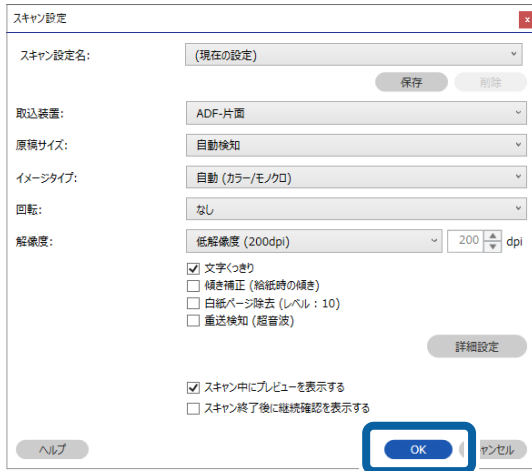 スキャン設定
x
スキャン設定名: (現在の設定)
保存 削除
取込装置: ADF-片面
原稿サイズ: 自動検知
イメージタイプ: 自動 (カラー/モノクロ)
回転: なし
解像度: 低解像度 (200dpi) 200 dpi
文字くっきり
傾き補正 (給紙時の傾き)
白紙ページ除去 (レベル : 10)
重送検知 (超音波)
詳細設定
スキャン中にプレビューを表示する
スキャン終了後に継続確認を表示する
ヘルプ OK ャンセル